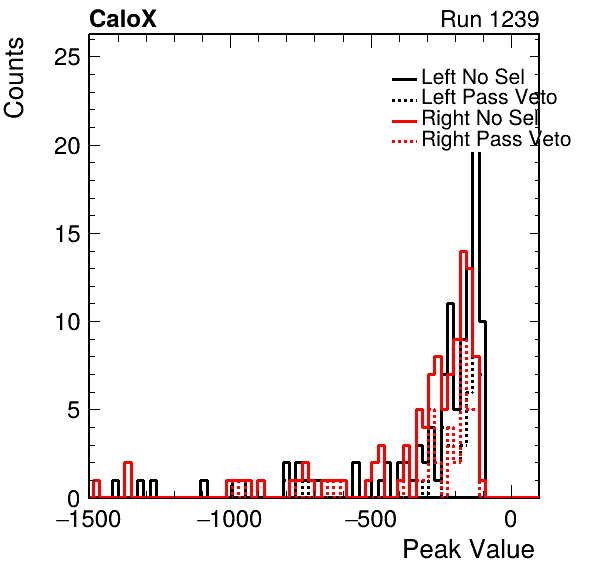 CaloX Run 1239
Counts
25
20
15
10
5
0
Left No Sel
Left Pass Veto
Right No Sel
Right Pass Veto
−1500 −1000 −500 0
Peak Value